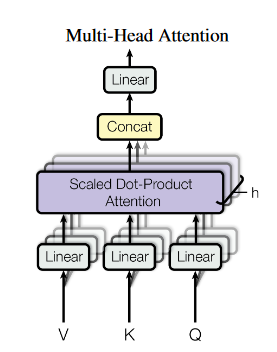 Multi-Head Attention
Linear
Concat
Scaled Dot-Product
Attention
h
Linear Linear Linear
V K Q